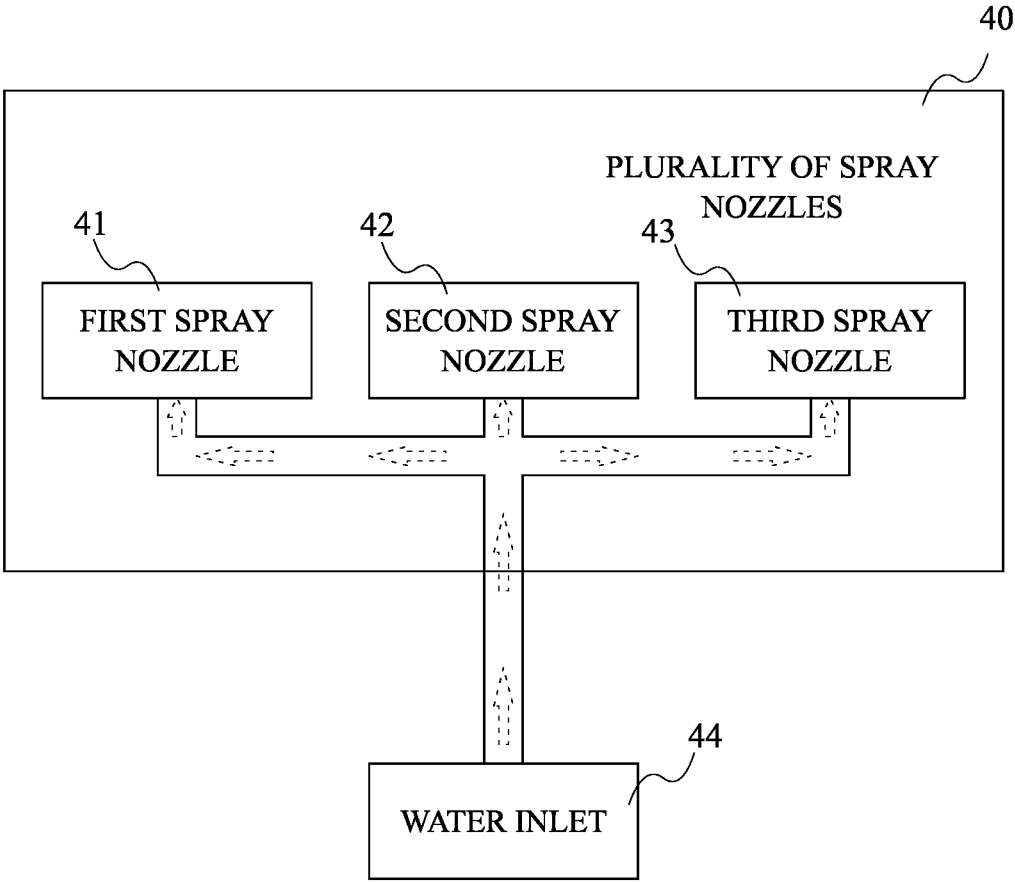 40
PLURALITY OF SPRAY
NOZZLES
41
42
43
FIRST SPRAY
NOZZLE
SECOND SPRAY
NOZZLE
THIRD SPRAY
NOZZLE
44
WATER INLET